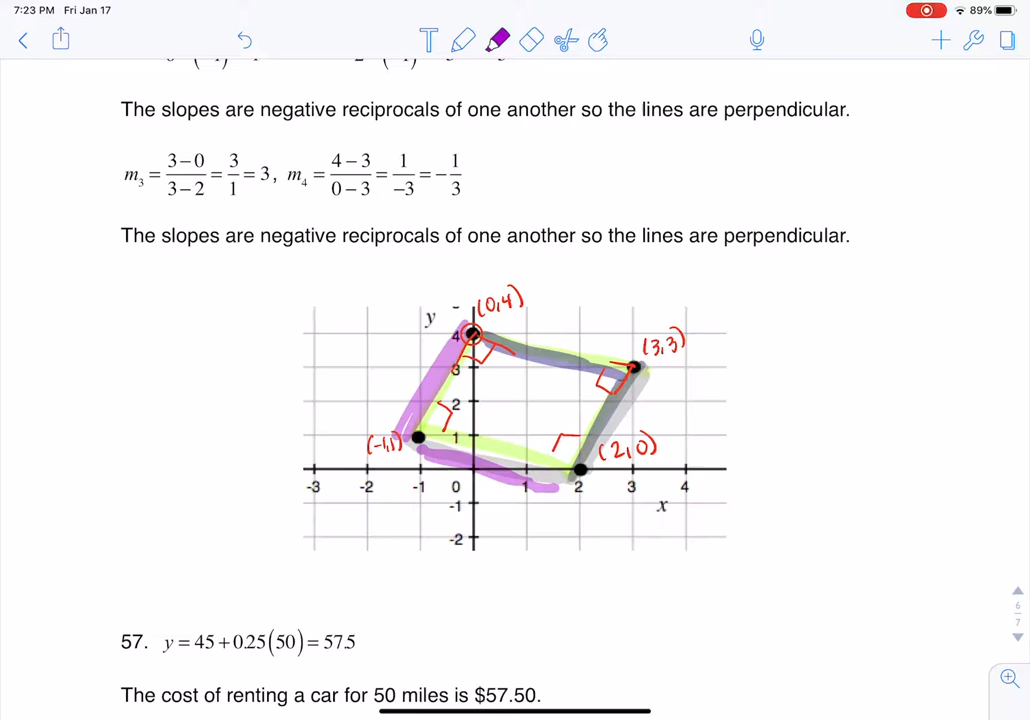 7:23 PM Fri Jan 17
89%
The slopes are negative reciprocals of one another so the lines are perpendicular.
m₃ = (3−0)/(3−2) = 3/1 = 3, m₄ = (4−3)/(0−3) = 1/−3 = −1/3
The slopes are negative reciprocals of one another so the lines are perpendicular.
(0,4)
y
4
(3,3)
3
2
(-1,1)
1
(2,0)
-3 -2 -1 0 1 2 3 4
-1
x
-2
6
7
57. y = 45 + 0.25(50) = 57.5
The cost of renting a car for 50 miles is $57.50.